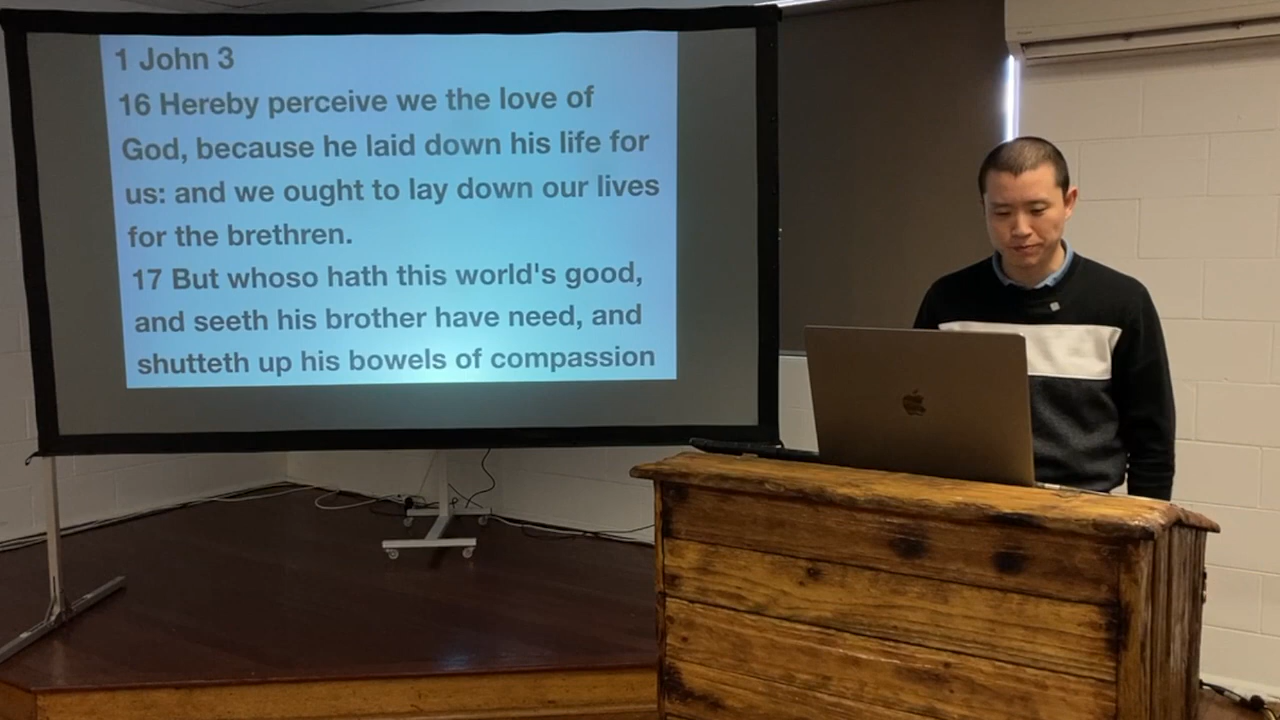 1 John 3
16 Hereby perceive we the love of
God, because he laid down his life for
us: and we ought to lay down our lives
for the brethren.
17 But whoso hath this world's good,
and seeth his brother have need, and
shutteth up his bowels of compassion